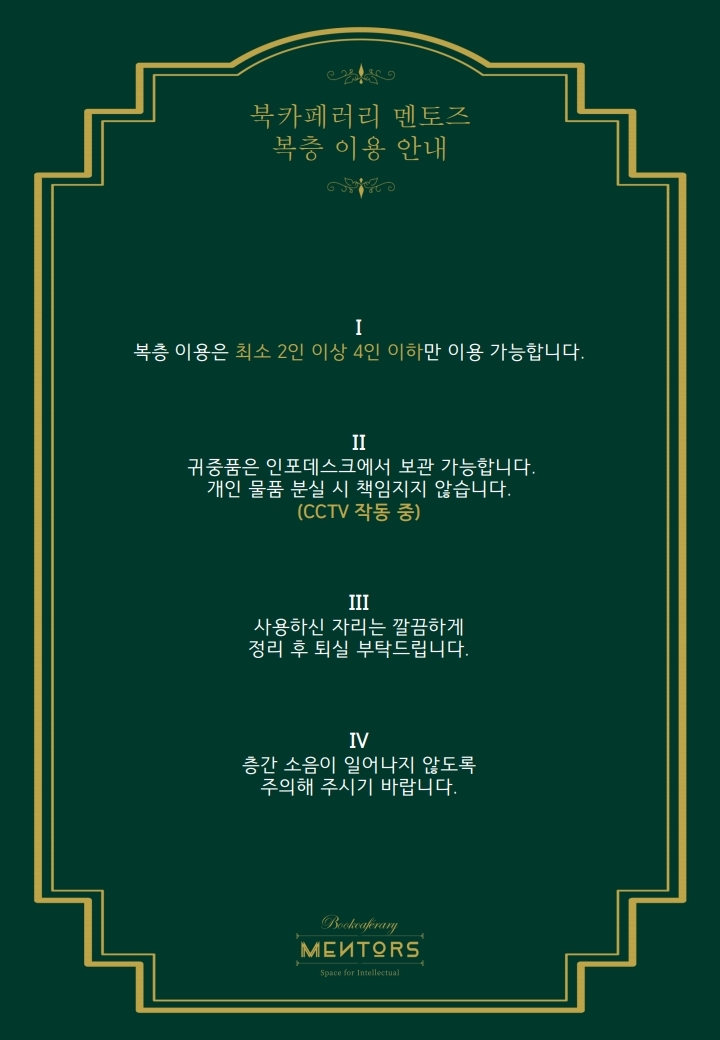 북카페러리 멘토즈
복층 이용 안내
I
복층 이용은 최소 2인 이상 4인 이하만 이용 가능합니다.
II
귀중품은 인포데스크에서 보관 가능합니다.
개인 물품 분실 시 책임지지 않습니다.
(CCTV 작동 중)
III
사용하신 자리는 깔끔하게
정리 후 퇴실 부탁드립니다.
IV
층간 소음이 일어나지 않도록
주의해 주시기 바랍니다.
Bookcaferary
MENTORS
Space for Intellectual